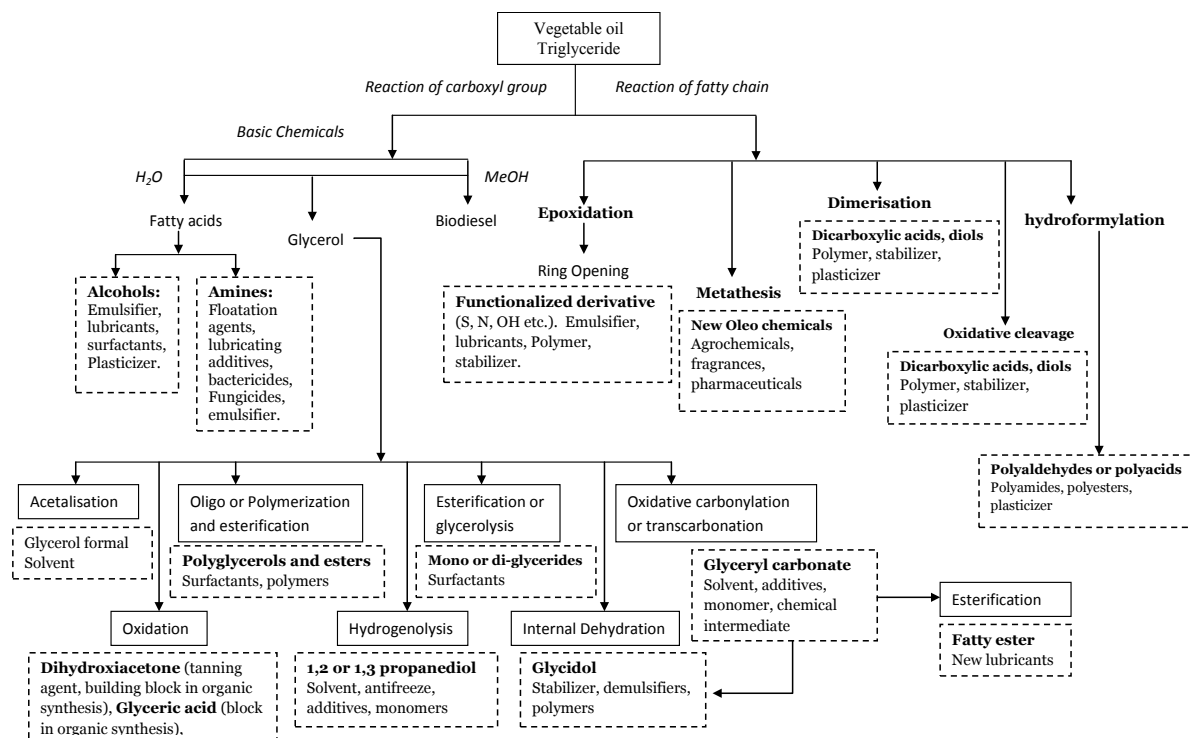 Vegetable oil
Triglyceride
Reaction of carboxyl group
Reaction of fatty chain
Basic Chemicals
H₂O
MeOH
Fatty acids
Glycerol
Biodiesel
Alcohols:
Emulsifier,
lubricants,
surfactants,
Plasticizer.
Amines:
Floatation
agents,
lubricating
additives,
bactericides,
Fungicides,
emulsifier.
Epoxidation
Ring Opening
Functionalized derivative
(S, N, OH etc.). Emulsifier,
lubricants, Polymer,
stabilizer.
Metathesis
New Oleo chemicals
Agrochemicals,
fragrances,
pharmaceuticals
Dimerisation
Dicarboxylic acids, diols
Polymer, stabilizer,
plasticizer
Oxidative cleavage
Dicarboxylic acids, diols
Polymer, stabilizer,
plasticizer
hydroformylation
Polyaldehydes or polyacids
Polyamides, polyesters,
plasticizer
Acetalisation
Glycerol formal
Solvent
Oligo or Polymerization
and esterification
Polyglycerols and esters
Surfactants, polymers
Esterification or
glycerolysis
Mono or di-glycerides
Surfactants
Oxidative carbonylation
or transcarbonation
Glyceryl carbonate
Solvent, additives,
monomer, chemical
intermediate
Esterification
Fatty ester
New lubricants
Oxidation
Dihydroxiacetone (tanning
agent, building block in organic
synthesis), Glyceric acid (block
in organic synthesis),
Hydrogenolysis
1,2 or 1,3 propanediol
Solvent, antifreeze,
additives, monomers
Internal Dehydration
Glycidol
Stabilizer, demulsifiers,
polymers